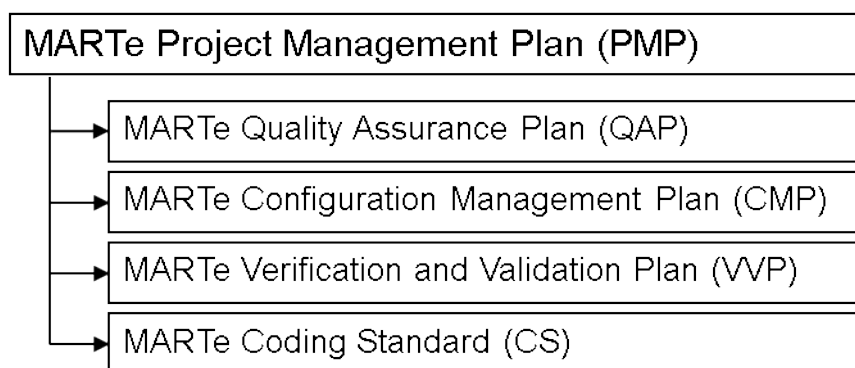 MARTe Project Management Plan (PMP)
MARTe Quality Assurance Plan (QAP)
MARTe Configuration Management Plan (CMP)
MARTe Verification and Validation Plan (VVP)
MARTe Coding Standard (CS)